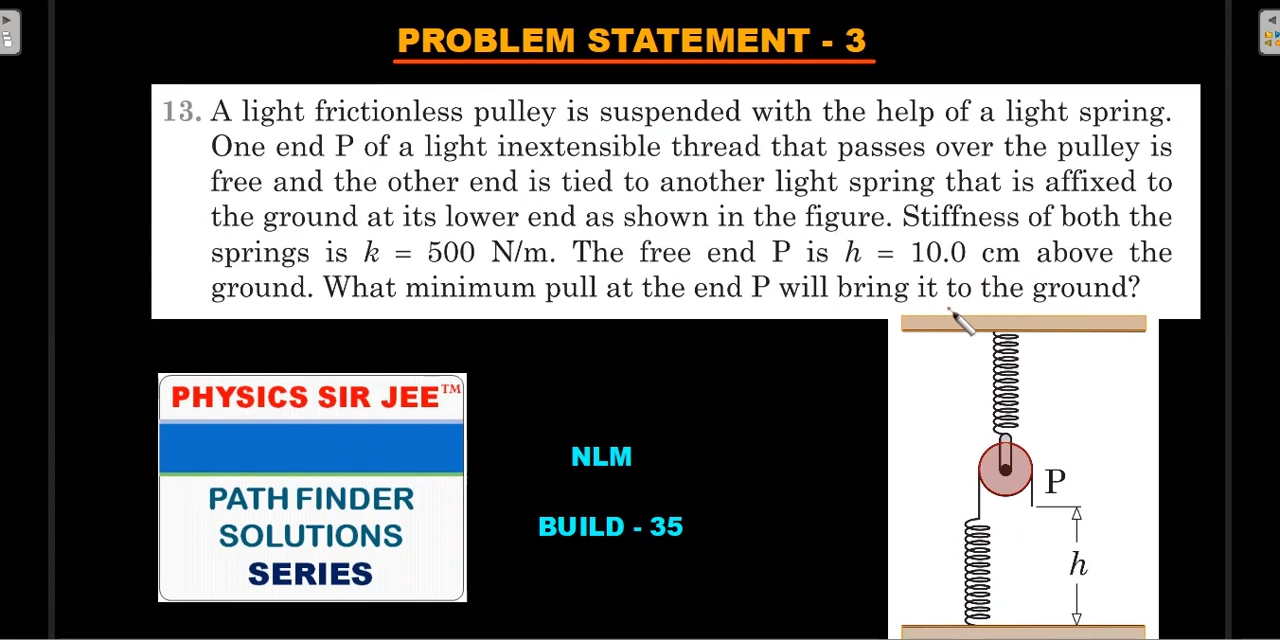 PROBLEM STATEMENT - 3
13. A light frictionless pulley is suspended with the help of a light spring.
One end P of a light inextensible thread that passes over the pulley is
free and the other end is tied to another light spring that is affixed to
the ground at its lower end as shown in the figure. Stiffness of both the
springs is k = 500 N/m. The free end P is h = 10.0 cm above the
ground. What minimum pull at the end P will bring it to the ground?
PHYSICS SIR JEE™
PATH FINDER
SOLUTIONS
SERIES
NLM
BUILD - 35
P
h